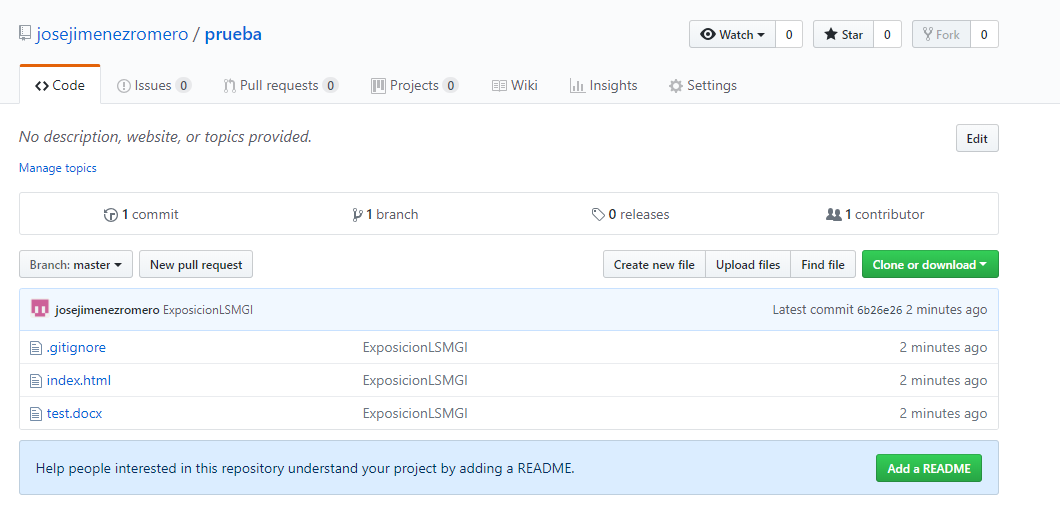 josejimenezromero / prueba
Watch 0 Star 0 Fork 0
Code Issues 0 Pull requests 0 Projects 0 Wiki Insights Settings
No description, website, or topics provided. Edit
Manage topics
1 commit 1 branch 0 releases 1 contributor
Branch: master New pull request Create new file Upload files Find file Clone or download
josejimenezromero ExposicionLSMGI Latest commit 6b26e26 2 minutes ago
.gitignore ExposicionLSMGI 2 minutes ago
index.html ExposicionLSMGI 2 minutes ago
test.docx ExposicionLSMGI 2 minutes ago
Help people interested in this repository understand your project by adding a README. Add a README